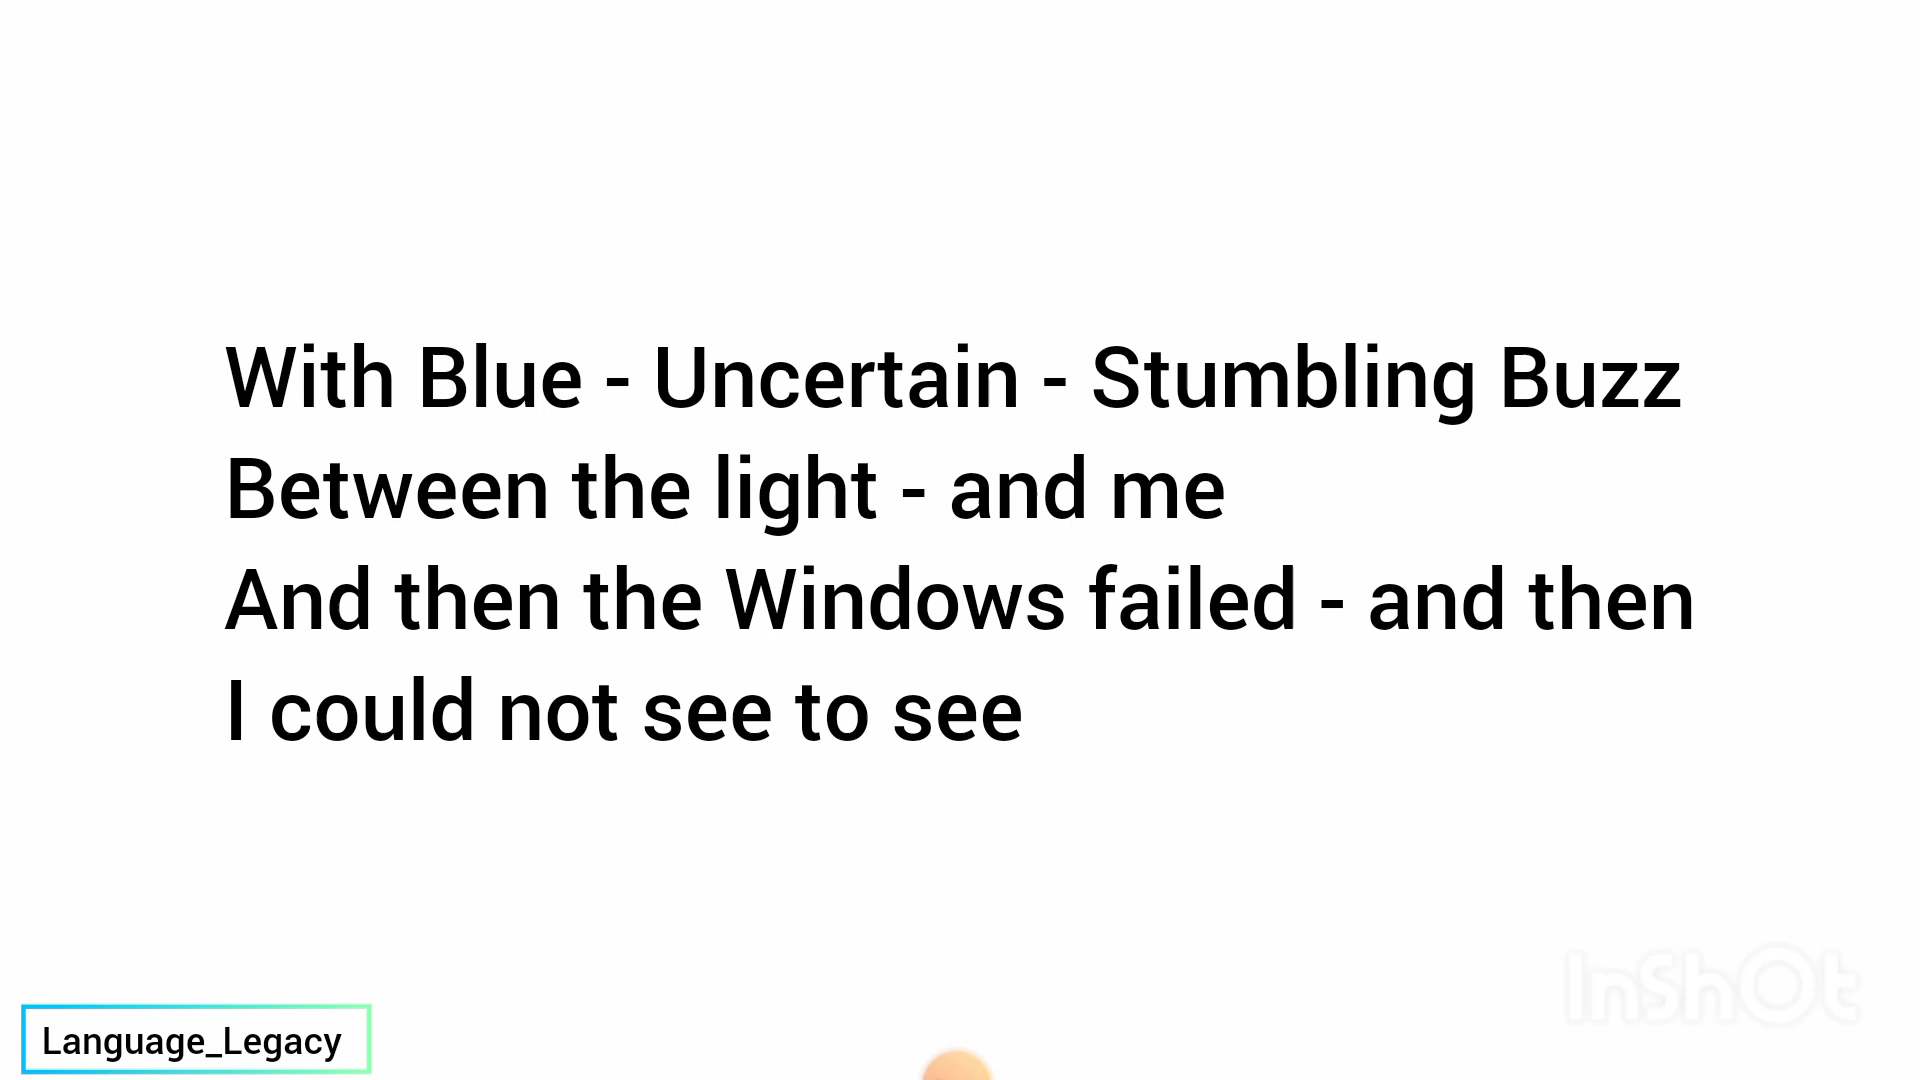 With Blue - Uncertain - Stumbling Buzz
Between the light - and me
And then the Windows failed - and then
I could not see to see
InShOt
Language_Legacy